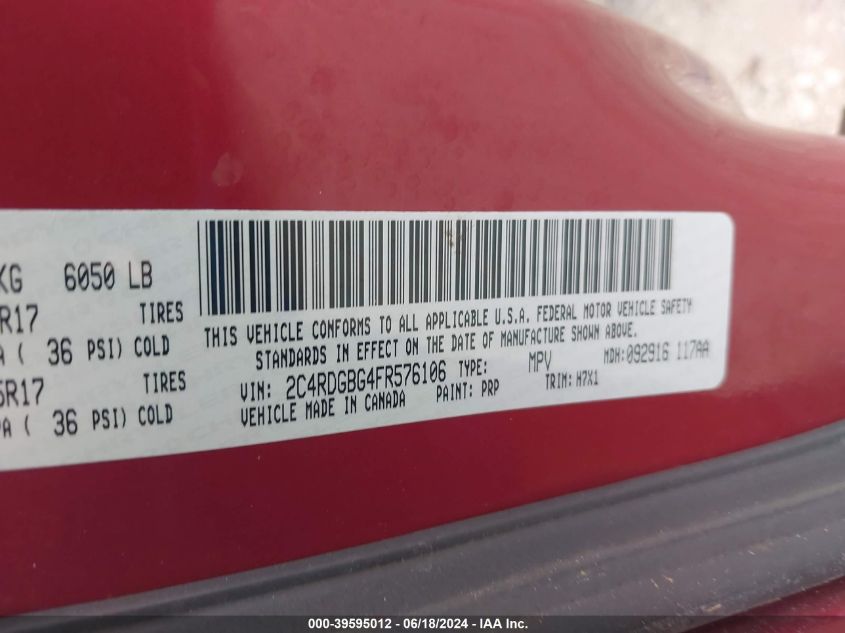 KG 6050 LB
R17 TIRES
A ( 36 PSI) COLD
5R17 TIRES
PA ( 36 PSI) COLD
THIS VEHICLE CONFORMS TO ALL APPLICABLE U.S.A. FEDERAL MOTOR VEHICLE SAFETY
STANDARDS IN EFFECT ON THE DATE OF MANUFACTURE SHOWN ABOVE.
VIN: 2C4RDGBG4FR576106 TYPE: MPV MDH:092916 117AA
VEHICLE MADE IN CANADA PAINT: PRP TRIM: H7X1
000-39595012 - 06/18/2024 - IAA Inc.